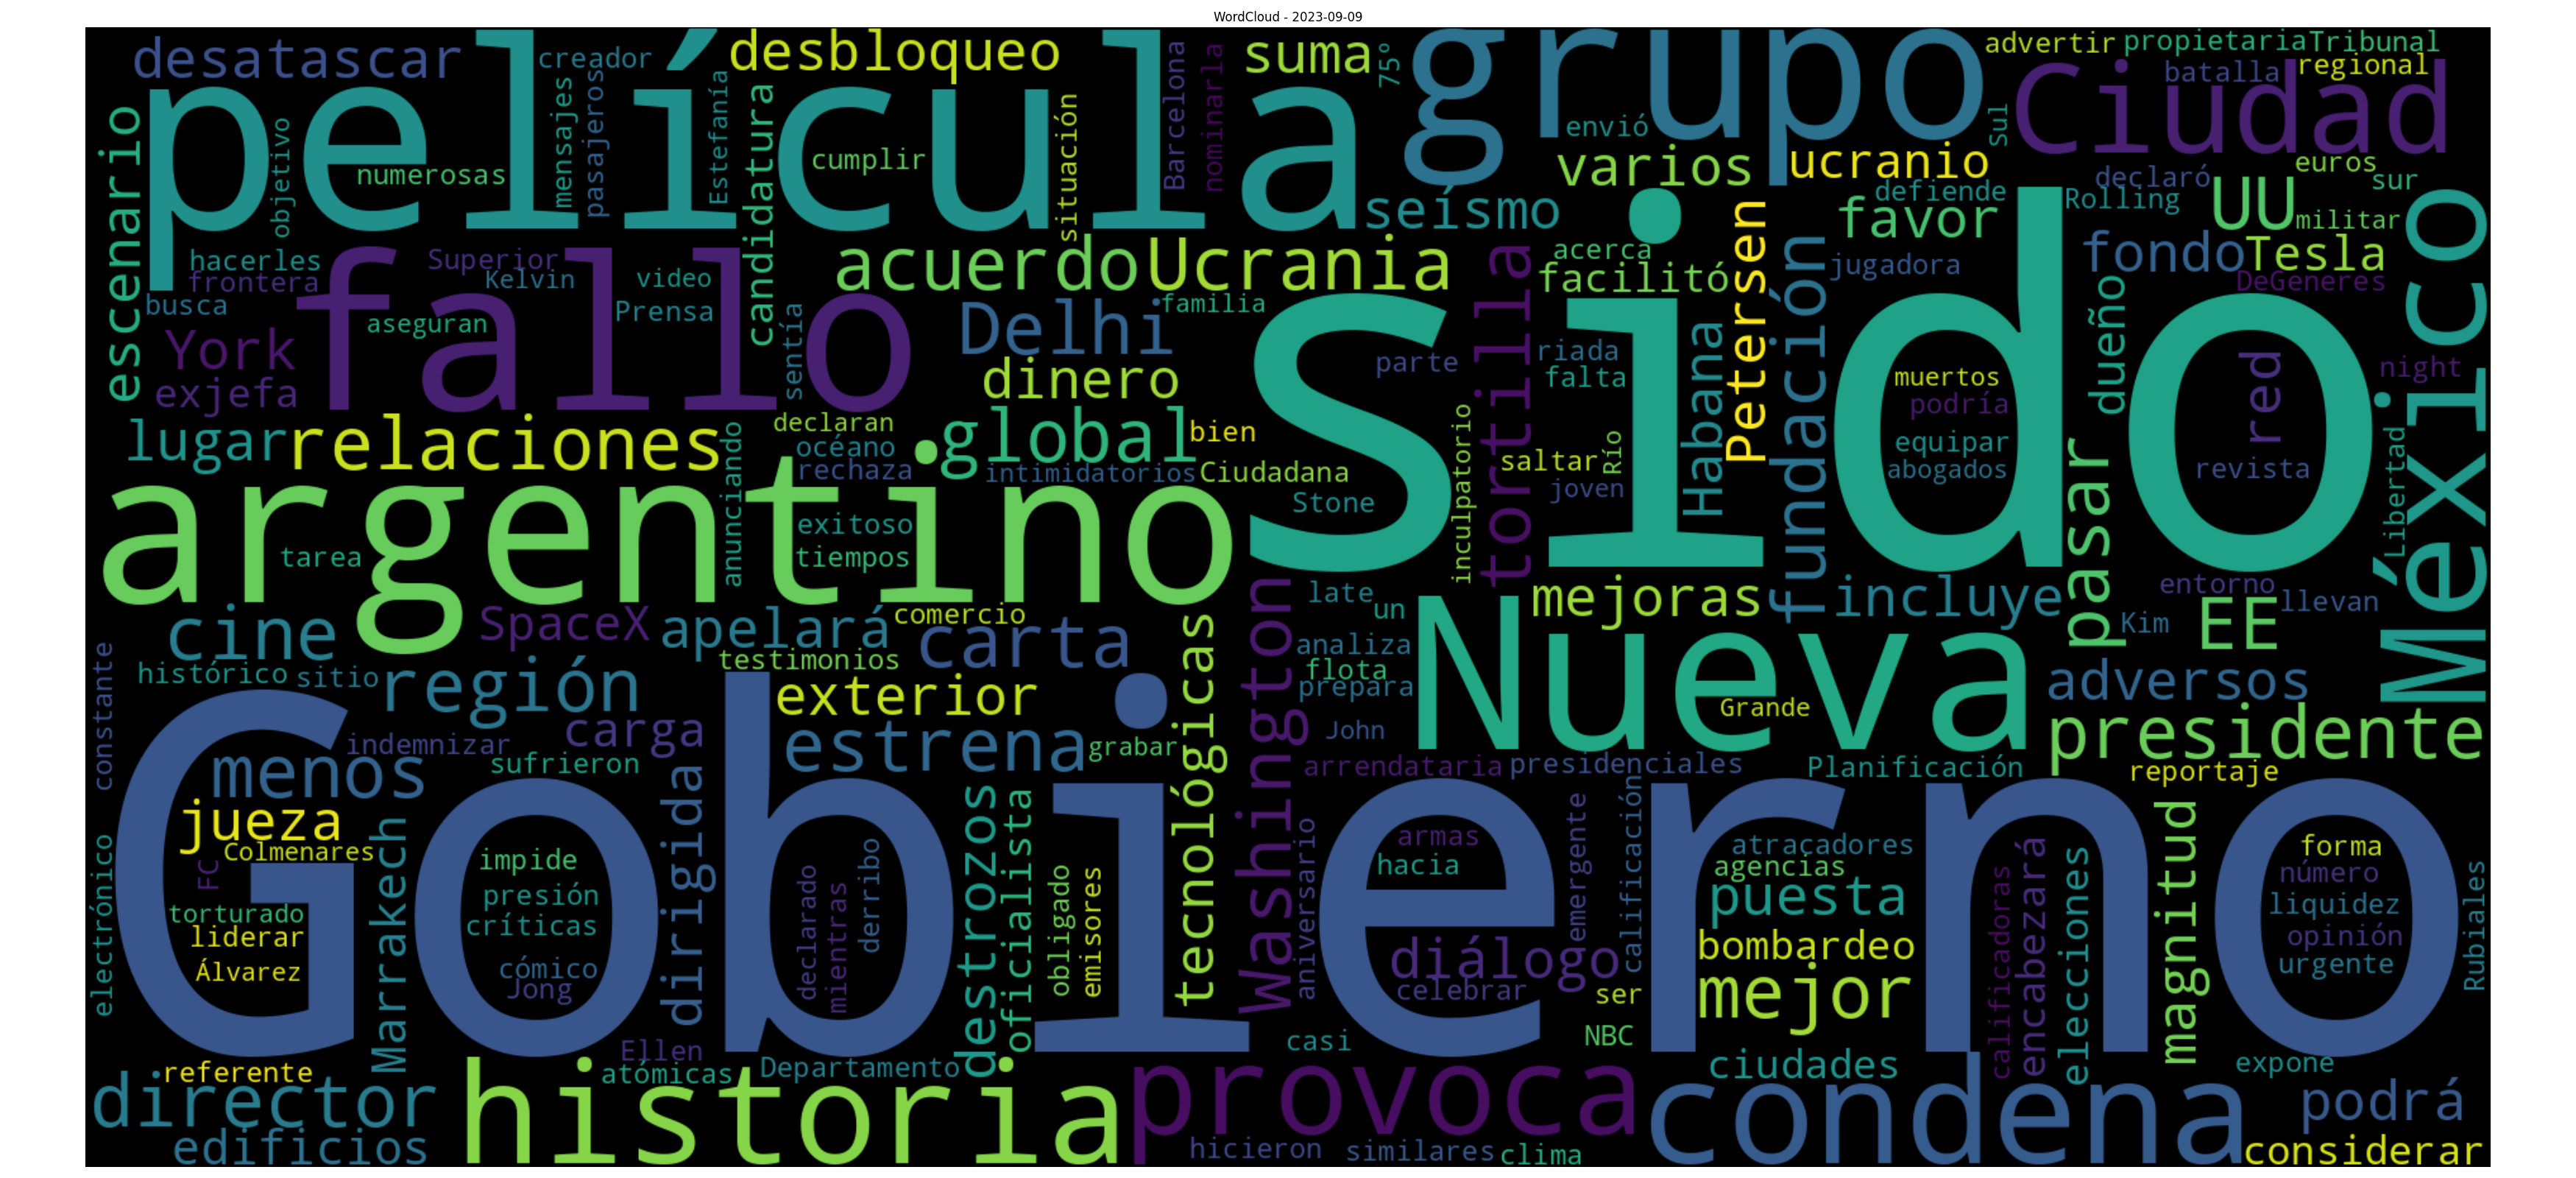 WordCloud - 2023-09-09
desatascar
película
creador
desbloqueo
suma
75º
grupo
advertir
propietaria
Tribunal
batalla
regional
Ciudad
escenario
objetivo
numerosas
mensajes
pasajeros
Estefanía
candidatura
cumplir
situación
Barcelona
nominarla
envió
varios
ucranio
Sul
defiende
declaró
euros
sur
Rolling
UU
militar
México
seísmo
favor
hacerles
frontera
busca
Superior
Kelvin
video
Prensa
fallo
aseguran
acuerdo
Ucrania
familia
Delhi
dinero
sentía
sido
tortilla
acerca
facilitó
Petersen
fundación
jugadora
fondo
Tesla
DeGeneres
dueño
York
exjefa
parte
riada
falta
Habana
muertos
podría
equipar
abogados
red
revista
night
lugar
relaciones
anunciando
declaran
océano
rechaza
global
bien
intimidatorios
Ciudadana
Stone
inculpatorio
saltar
Río
joven
pasar
Libertad
argentino
tarea
exitoso
tiempos
late
un
mejoras
incluye
entorno
llevan
Kim
EE
cine
SpaceX
apelará
comercio
carta
testimonios
tecnológicas
Washington
analiza
flota
prepara
Nueva
Grande
adversos
presidente
constante
histórico
sitio
región
exterior
John
indemnizar
carga
estrena
grabar
menos
sufrieron
dirigida
arrendataria
presidenciales
Planificación
reportaje
Gobierno
jueza
Colmenares
FC
Marrakech
impide
presión
críticas
cómico
Jong
declarado
mientras
derribo
destrozos
oficialista
obligado
emisores
aniversario
armas
hacia
emergente
calificación
atracadores
agencias
puesta
bombardeo
mejor
calificadoras
encabezará
elecciones
magnitud
forma
número
liquidez
opinión
urgente
Rubiales
electrónico
torturado
liderar
Álvarez
diálogo
celebrar
ser
NBC
casi
Ellen
atómicas
Departamento
referente
director
edificios
historia
provoca
hicieron
similares
clima
ciudades
condena
expone
podrá
considerar